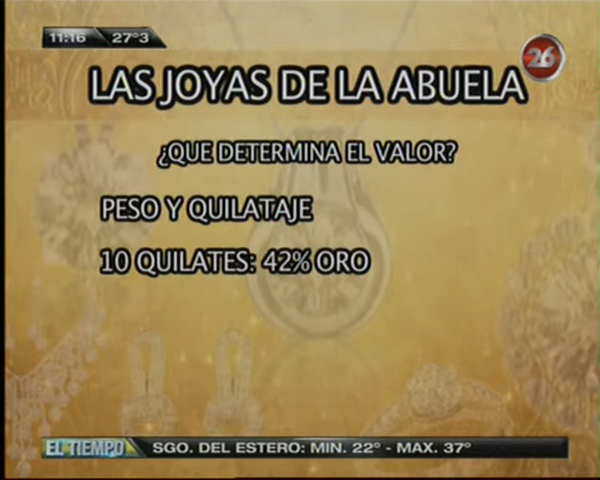 11:16 27°3
26
LAS JOYAS DE LA ABUELA
¿QUE DETERMINA EL VALOR?
PESO Y QUILATAJE
10 QUILATES: 42% ORO
EL TIEMPO SGO. DEL ESTERO: MIN. 22° - MAX. 37°